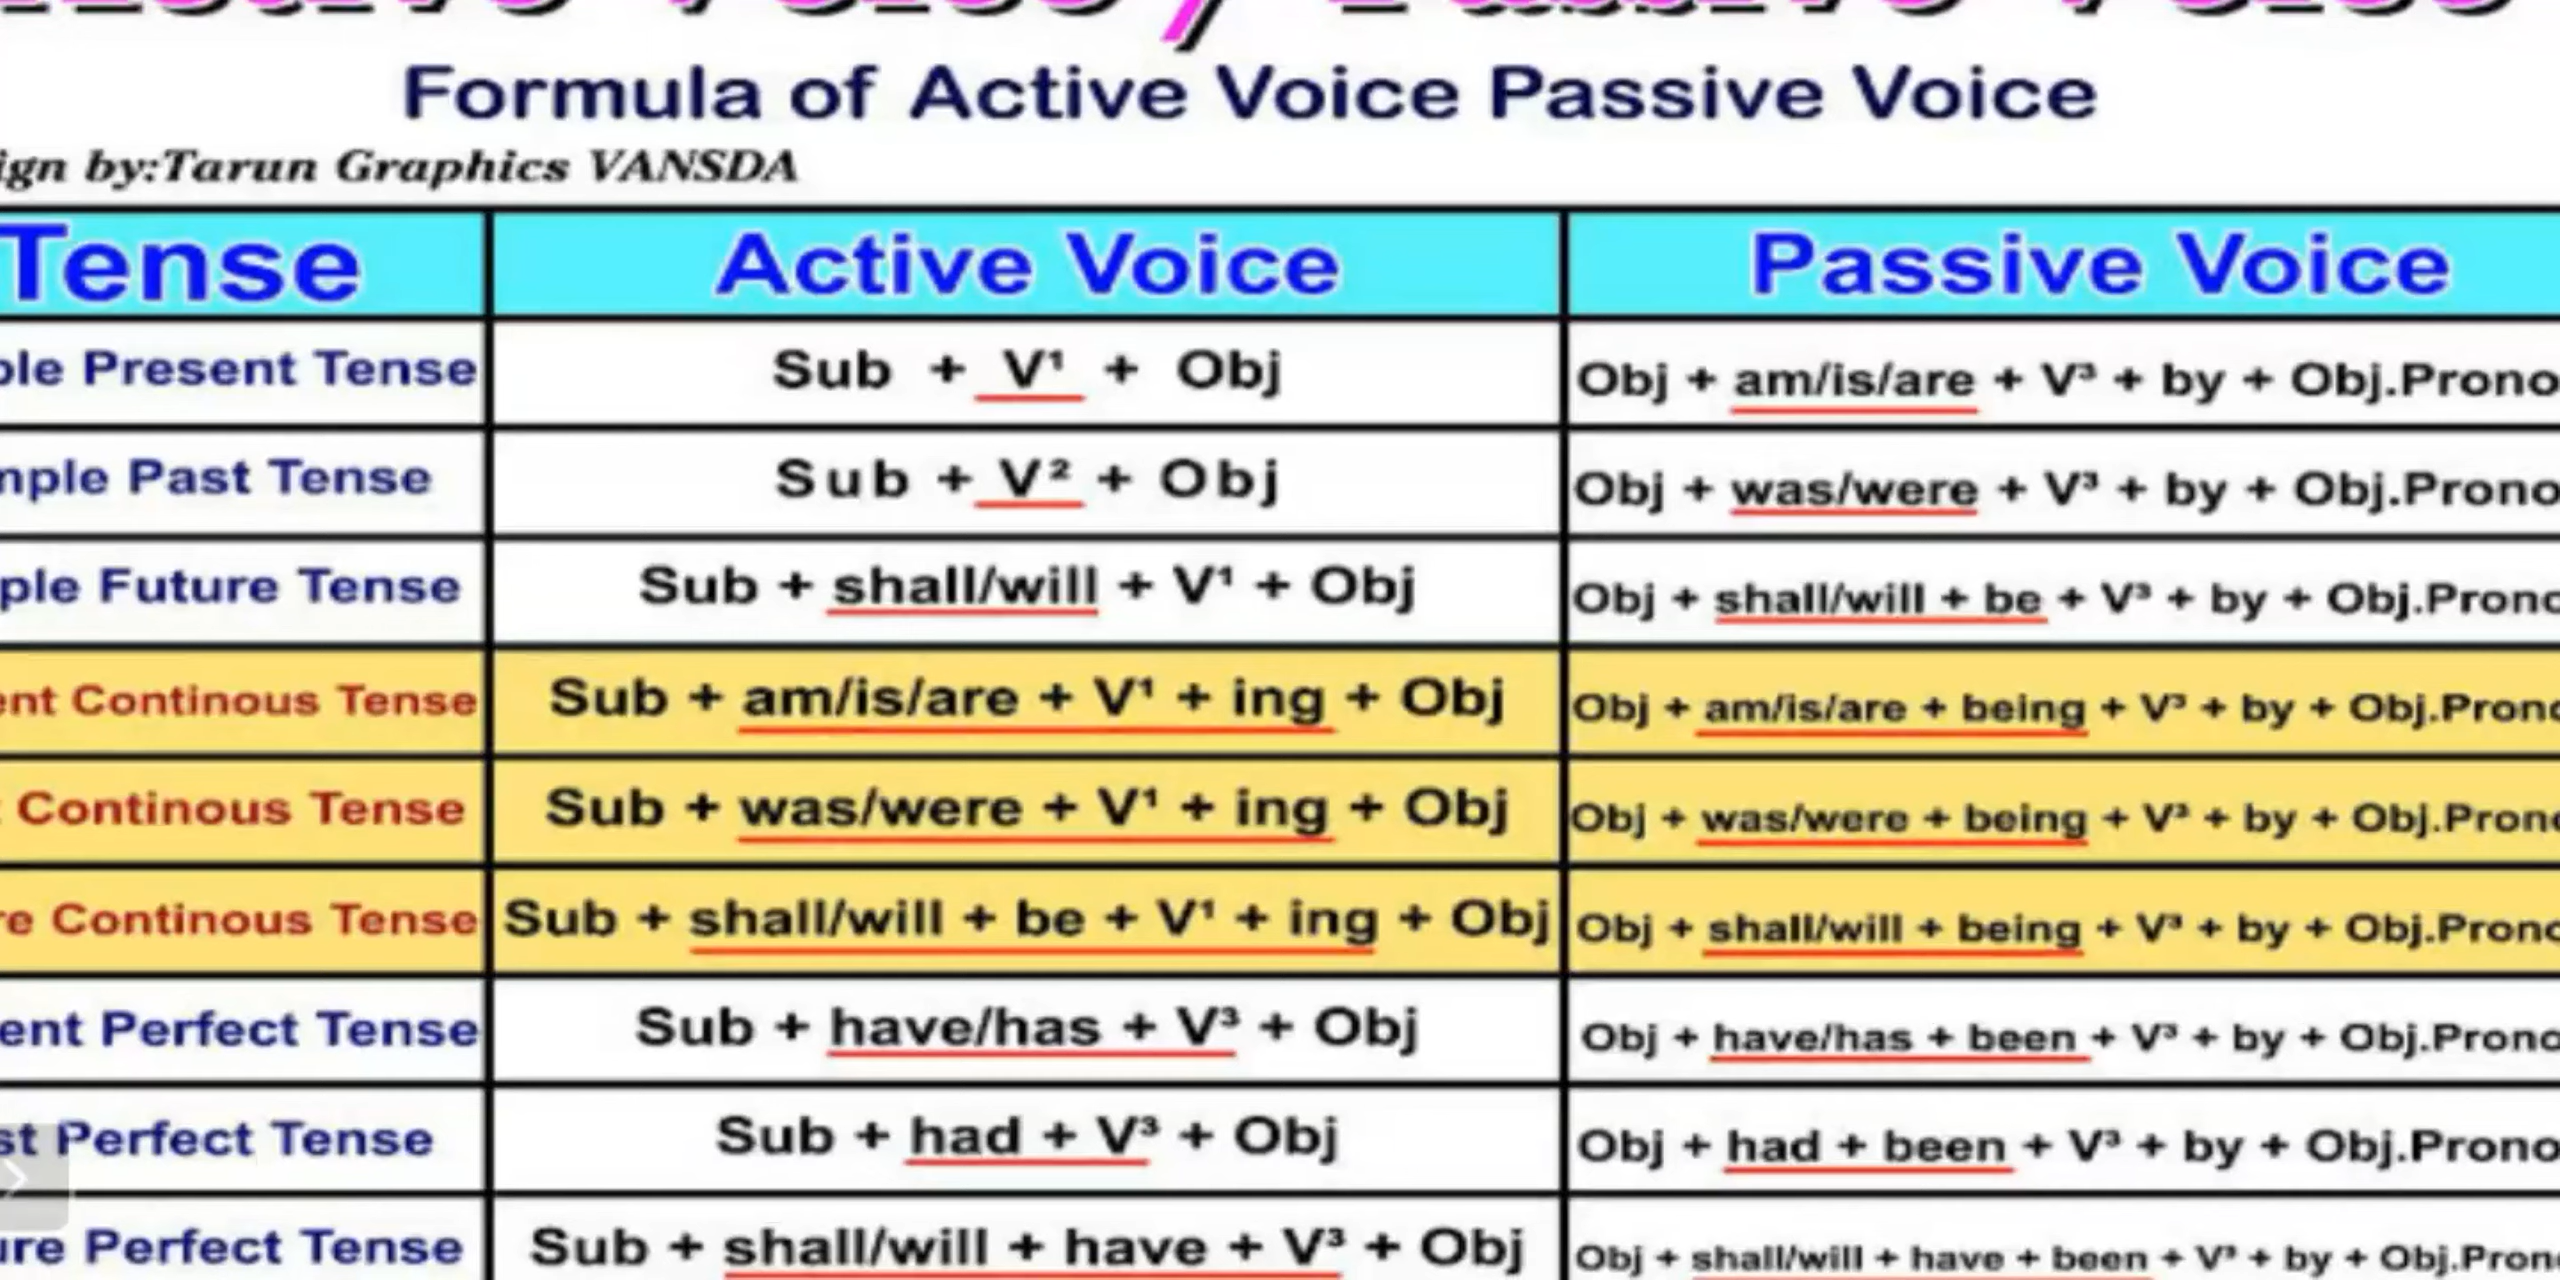 Formula of Active Voice Passive Voice
ign by:Tarun Graphics VANSDA
Tense Active Voice Passive Voice
ple Present Tense Sub + V¹ + Obj Obj + am/is/are + V³ + by + Obj.Prono
mple Past Tense Sub + V² + Obj Obj + was/were + V³ + by + Obj.Prono
ple Future Tense Sub + shall/will + V¹ + Obj Obj + shall/will + be + V³ + by + Obj.Prono
ent Continous Tense Sub + am/is/are + V¹ + ing + Obj Obj + am/is/are + being + V³ + by + Obj.Prono
Continous Tense Sub + was/were + V¹ + ing + Obj Obj + was/were + being + V³ + by + Obj.Prono
re Continous Tense Sub + shall/will + be + V¹ + ing + Obj Obj + shall/will + being + V³ + by + Obj.Prono
ent Perfect Tense Sub + have/has + V³ + Obj Obj + have/has + been + V³ + by + Obj.Prono
st Perfect Tense Sub + had + V³ + Obj Obj + had + been + V³ + by + Obj.Prono
ure Perfect Tense Sub + shall/will + have + V³ + Obj Obj + shall/will + have + been + V³ + by + Obj.Pron